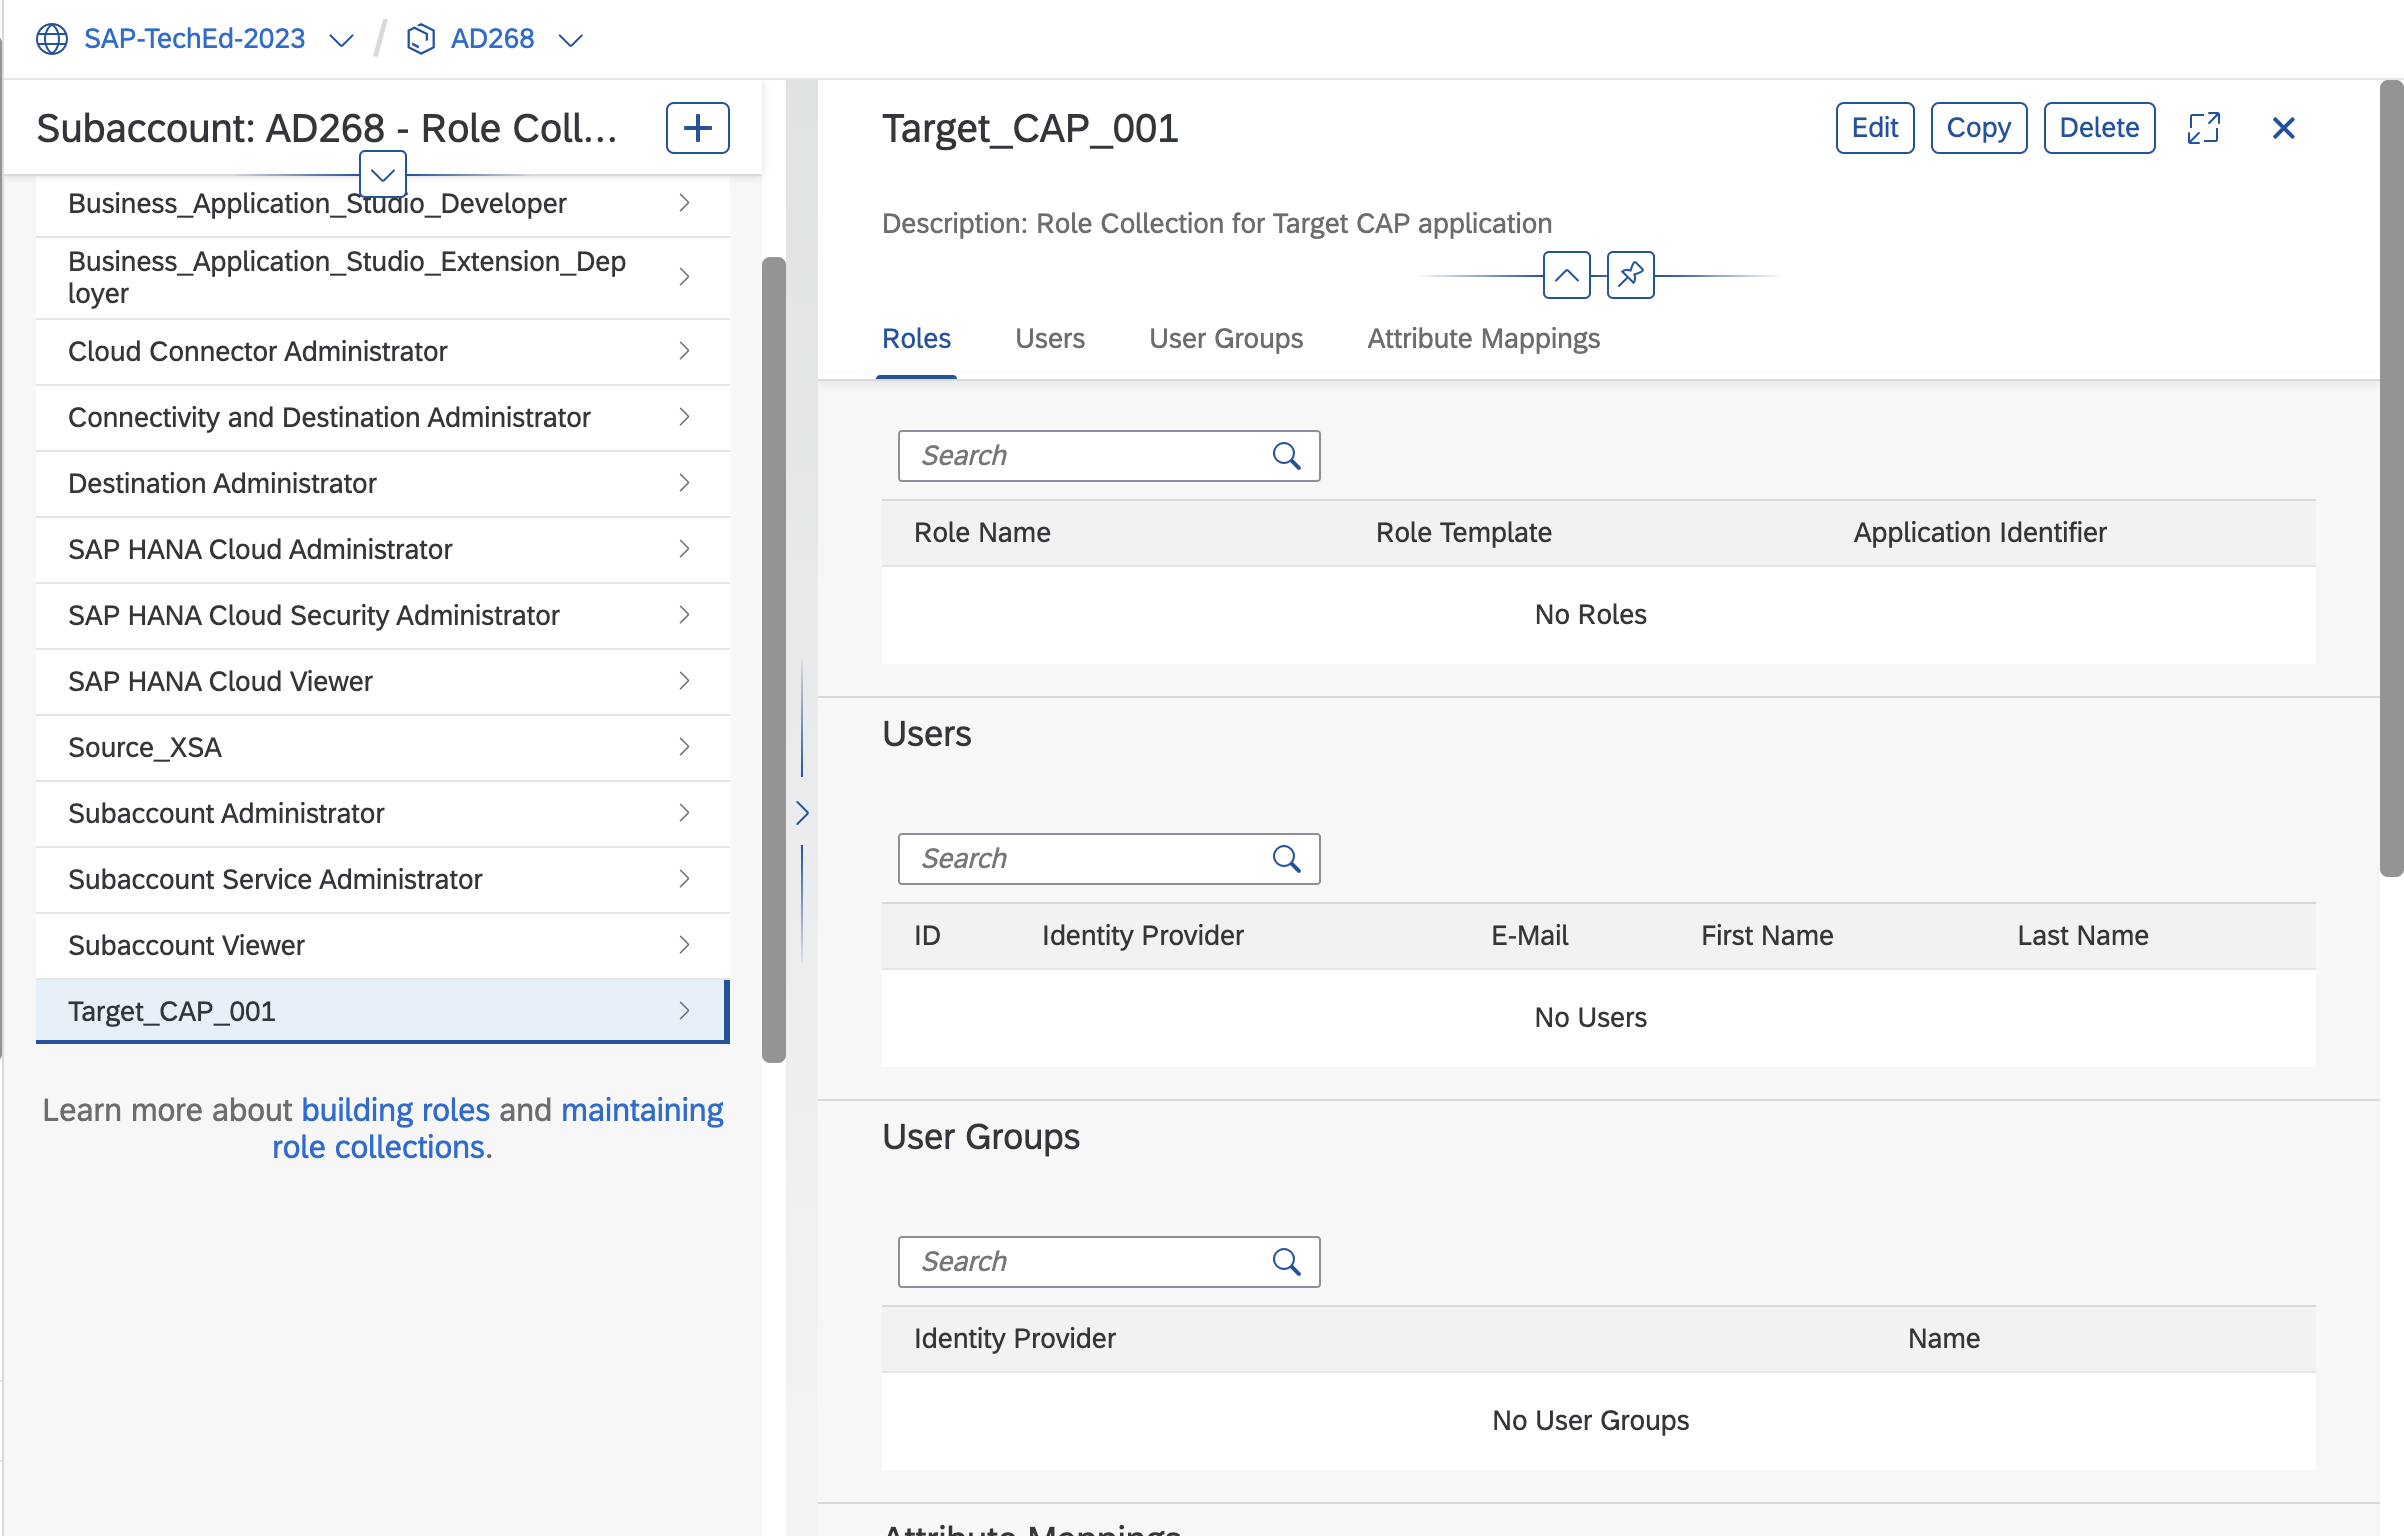 SAP-TechEd-2023 / AD268
Subaccount: AD268 - Role Coll...
Business_Application_Studio_Developer
Business_Application_Studio_Extension_Dep
loyer
Cloud Connector Administrator
Connectivity and Destination Administrator
Destination Administrator
SAP HANA Cloud Administrator
SAP HANA Cloud Security Administrator
SAP HANA Cloud Viewer
Source_XSA
Subaccount Administrator
Subaccount Service Administrator
Subaccount Viewer
Target_CAP_001
Learn more about building roles and maintaining
role collections.
Target_CAP_001
Edit Copy Delete
Description: Role Collection for Target CAP application
Roles Users User Groups Attribute Mappings
Search
Role Name Role Template Application Identifier
No Roles
Users
Search
ID Identity Provider E-Mail First Name Last Name
No Users
User Groups
Search
Identity Provider Name
No User Groups
Attribute Mappings